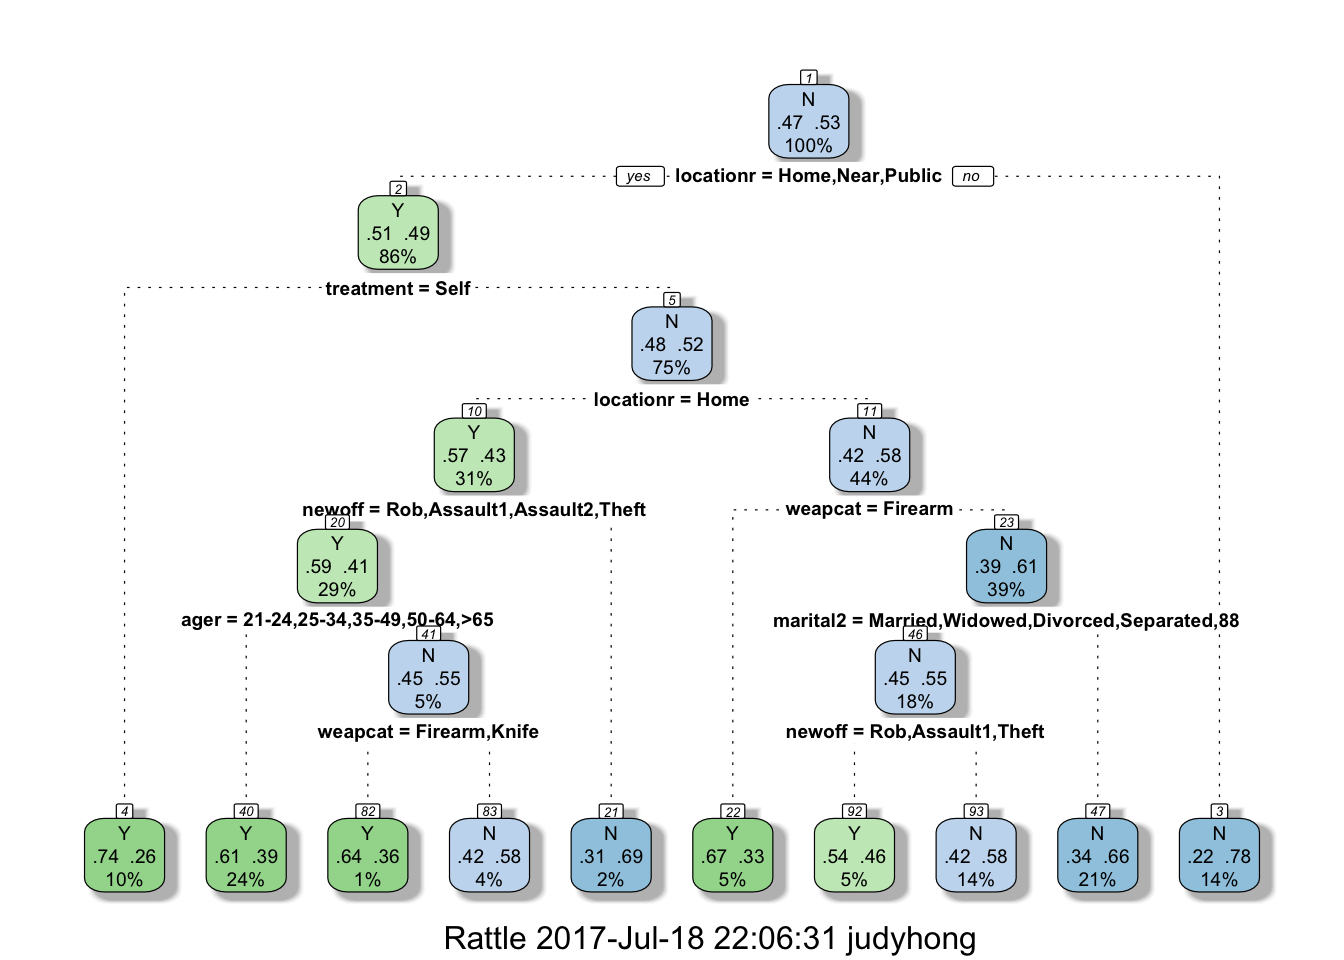 1
N
.47 .53
100%
yes locationr = Home,Near,Public no
2
Y
.51 .49
86%
treatment = Self
5
N
.48 .52
75%
locationr = Home
10
Y
.57 .43
31%
11
N
.42 .58
44%
newoff = Rob,Assault1,Assault2,Theft
weapcat = Firearm
20
Y
.59 .41
29%
23
N
.39 .61
39%
ager = 21-24,25-34,35-49,50-64,>65
marital2 = Married,Widowed,Divorced,Separated,88
41
N
.45 .55
5%
46
N
.45 .55
18%
weapcat = Firearm,Knife
newoff = Rob,Assault1,Theft
4
Y
.74 .26
10%
40
Y
.61 .39
24%
82
Y
.64 .36
1%
83
N
.42 .58
4%
21
N
.31 .69
2%
22
Y
.67 .33
5%
92
Y
.54 .46
5%
93
N
.42 .58
14%
47
N
.34 .66
21%
3
N
.22 .78
14%
Rattle 2017-Jul-18 22:06:31 judyhong